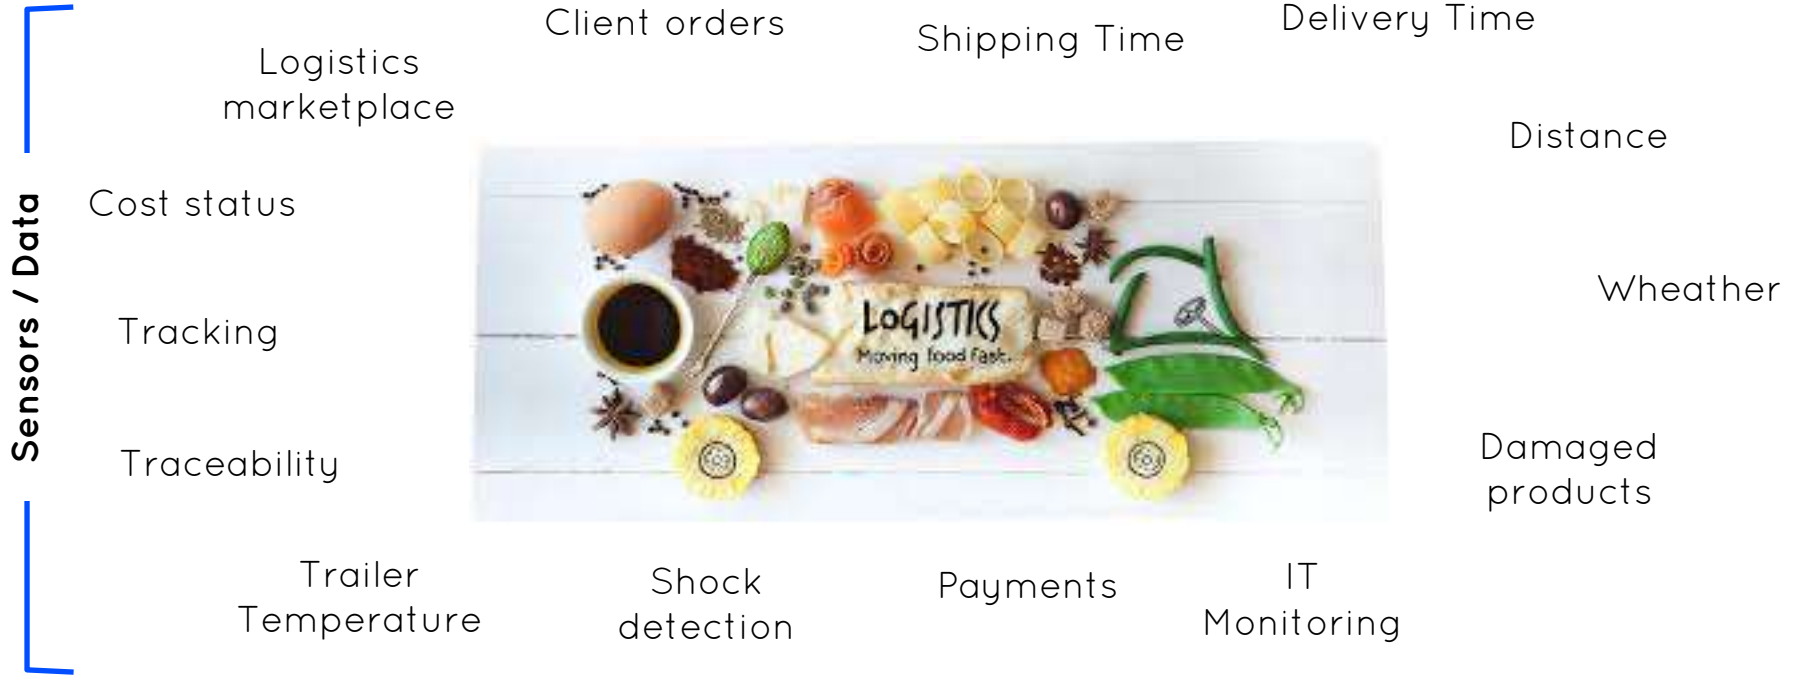 Client orders
Shipping Time
Delivery Time
Logistics
marketplace
Distance
Cost status
Wheather
Sensors / Data
Tracking
LOGISTICS
Moving food fast.
Traceability
Damaged
products
Trailer
Temperature
Shock
detection
Payments
IT
Monitoring